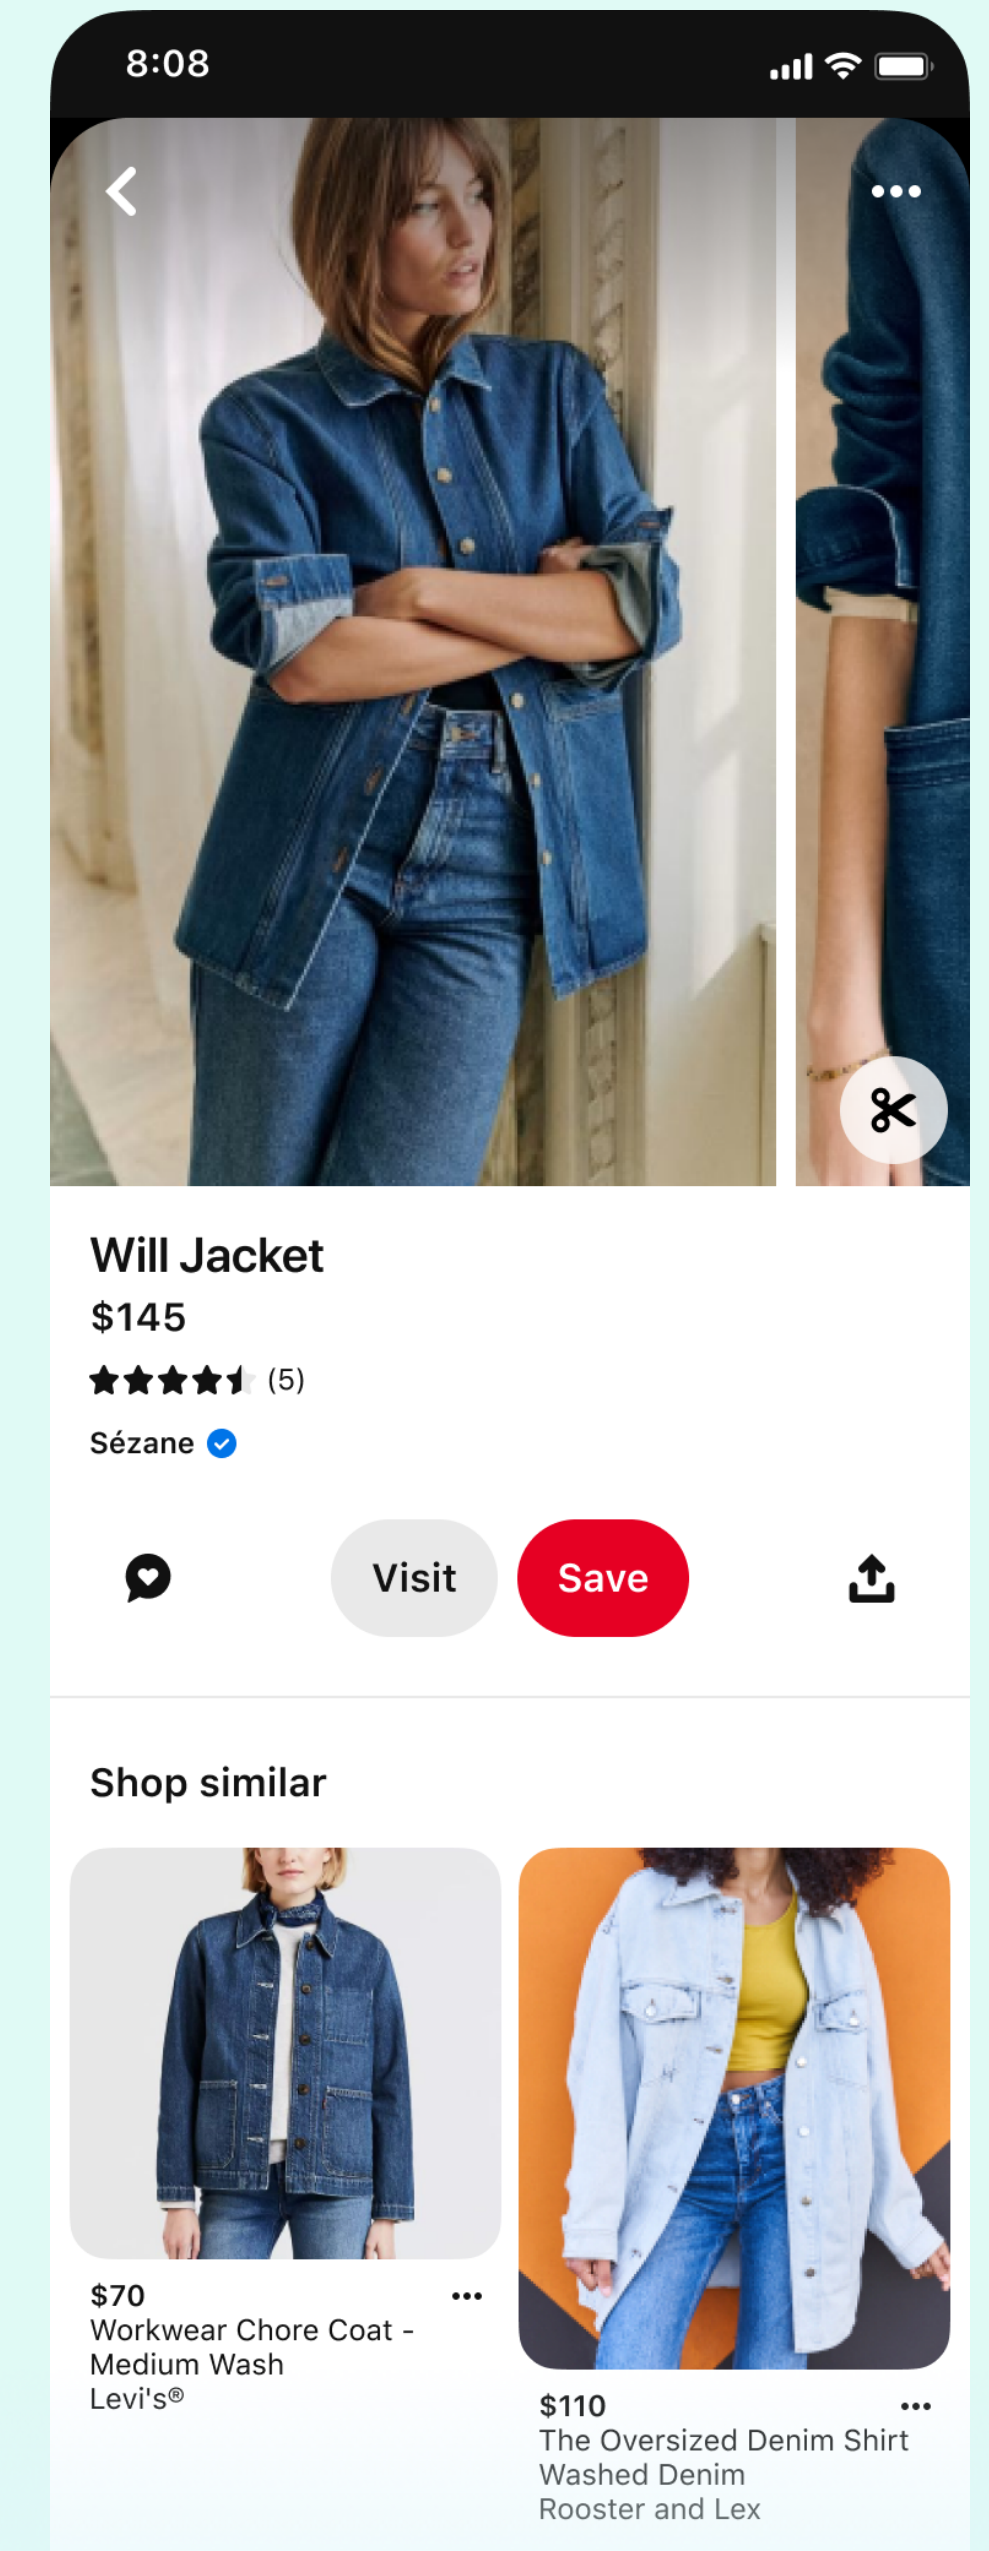 8:08
Will Jacket
$145
(5)
Sézane
Visit
Save
Shop similar
$70
Workwear Chore Coat -
Medium Wash
Levi's®
$110
The Oversized Denim Shirt
Washed Denim
Rooster and Lex